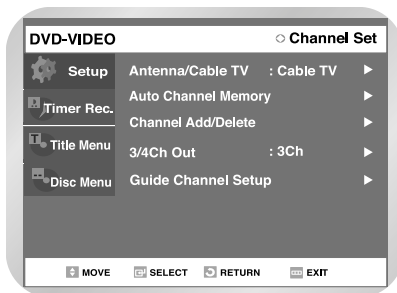 DVD-VIDEO Channel Set
Setup Antenna/Cable TV : Cable TV ►
Auto Channel Memory ►
Timer Rec.
Channel Add/Delete ►
Title Menu 3/4Ch Out : 3Ch ►
Disc Menu Guide Channel Setup ►
MOVE SELECT RETURN EXIT